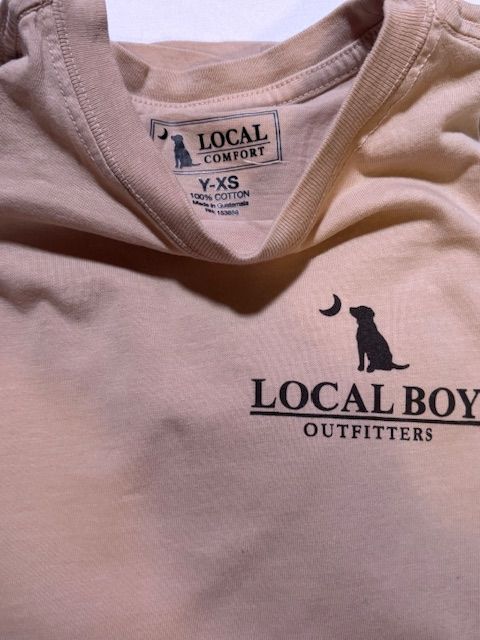 LOCAL
COMFORT
Y-XS
100% COTTON
Made in Guatemala
LOCAL BOY
OUTFITTERS